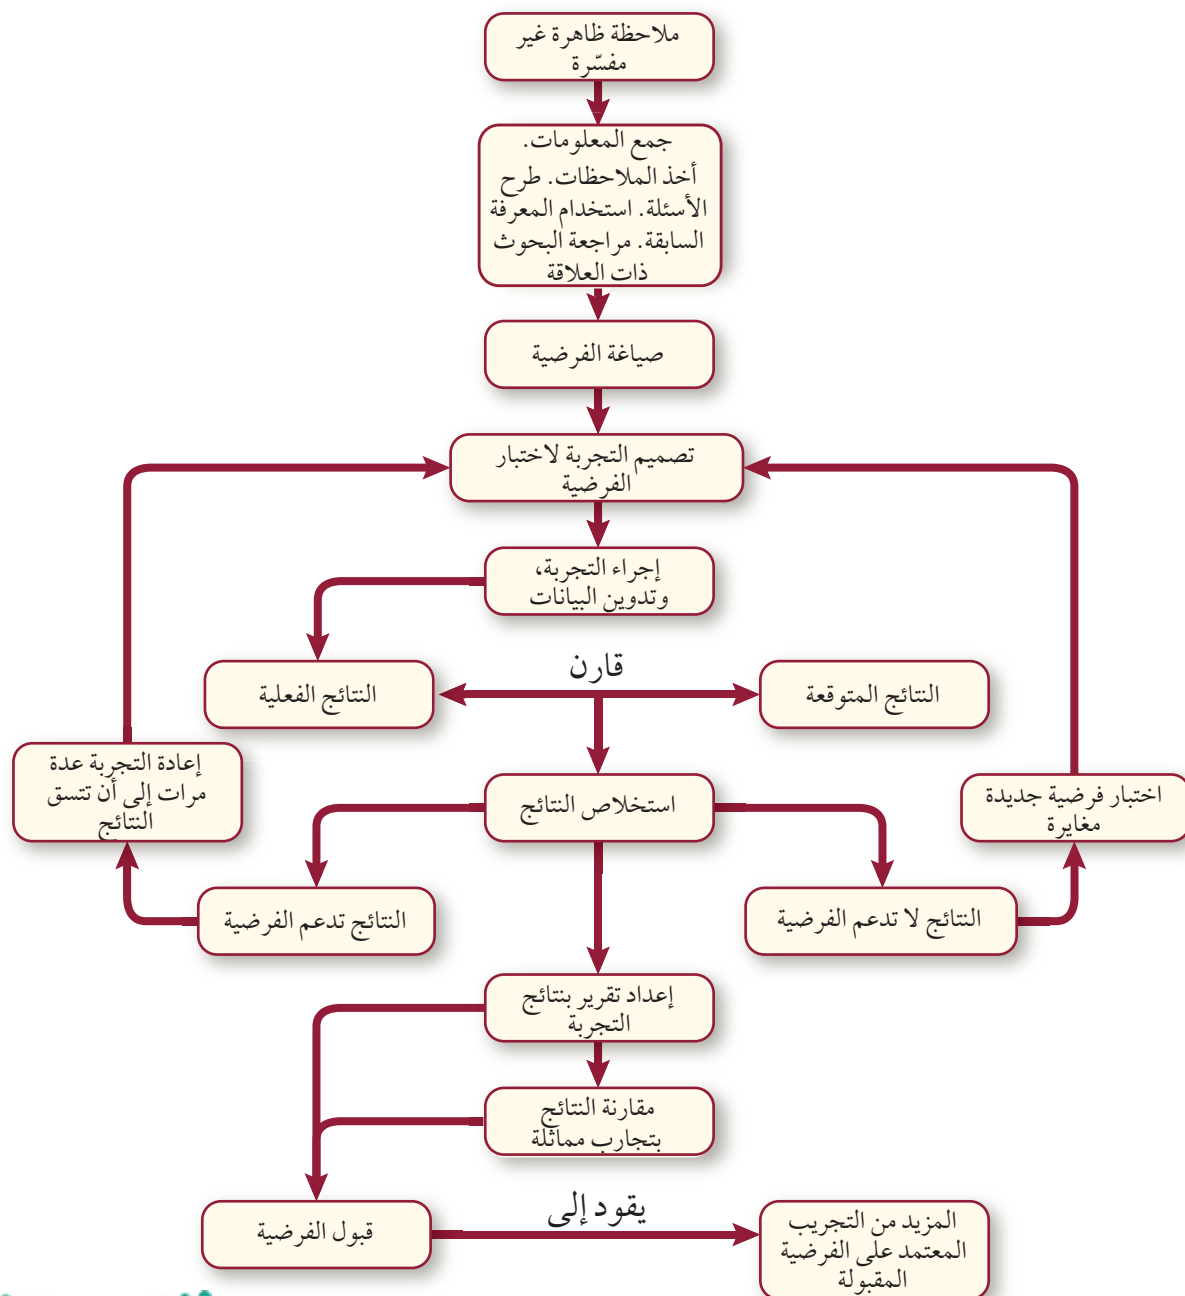 ملاحظة ظاهرة غير
مفسّرة
جمع المعلومات.
أخذ الملاحظات. طرح
الأسئلة. استخدام المعرفة
السابقة. مراجعة البحوث
ذات العلاقة
صياغة الفرضية
تصميم التجربة لاختبار
الفرضية
إجراء التجربة،
وتدوين البيانات
قارن
النتائج المتوقعة
النتائج الفعلية
اختبار فرضية جديدة
مغايرة
استخلاص النتائج
إعادة التجربة عدة
مرات إلى أن تتسق
النتائج
النتائج لا تدعم الفرضية
النتائج تدعم الفرضية
إعداد تقرير بنتائج
التجربة
مقارنة النتائج
بتجارب مماثلة
قبول الفرضية
يقود إلى
المزيد من التجريب
المعتمد على الفرضية
المقبولة